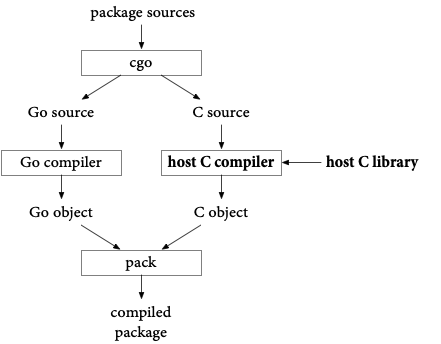 package sources
cgo
Go source
C source
Go compiler
host C compiler
host C library
Go object
C object
pack
compiled
package